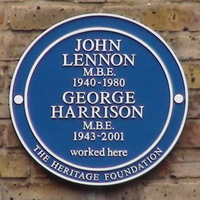 JOHN
LENNON
M.B.E.
1940-1980
GEORGE
HARRISON
M.B.E.
1943-2001
worked here
THE HERITAGE FOUNDATION